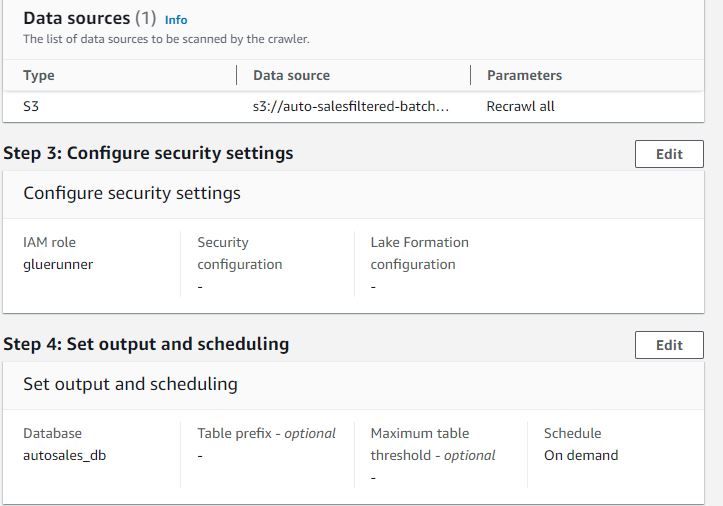 Data sources (1) Info
The list of data sources to be scanned by the crawler.
Type Data source Parameters
S3 s3://auto-salesfiltered-batch... Recrawl all
Step 3: Configure security settings Edit
Configure security settings
IAM role Security Lake Formation
gluerunner configuration configuration
- -
Step 4: Set output and scheduling Edit
Set output and scheduling
Database Table prefix - optional Maximum table Schedule
autosales_db - threshold - optional On demand
-